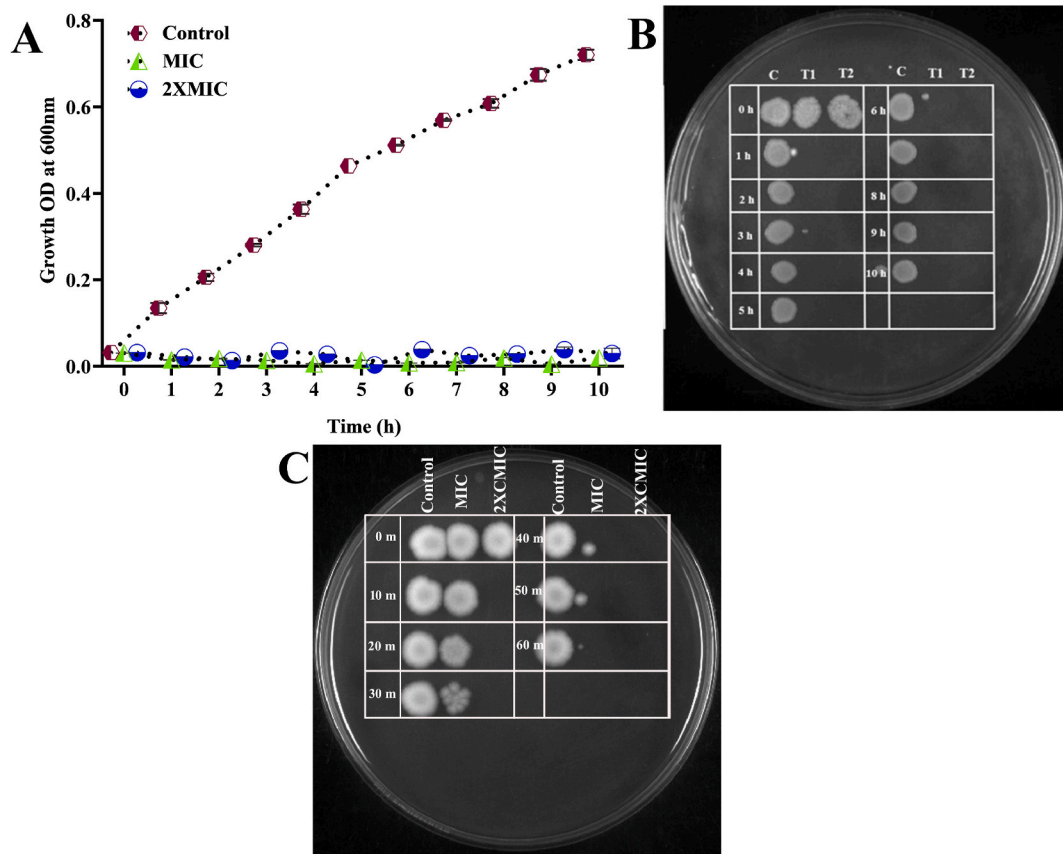 A
Control
MIC
2XMIC
Growth OD at 600nm
0.8
0.6
0.4
0.2
0.0
0 1 2 3 4 5 6 7 8 9 10
Time (h)
B
C T1 T2 C T1 T2
0 h 6 h
1 h
2 h 8 h
3 h 9 h
4 h 10 h
5 h
C
Control MIC 2XCMIC Control MIC 2XCMIC
0 m 40 m
10 m 50 m
20 m 60 m
30 m